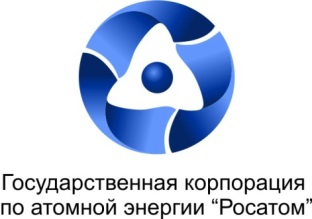 Государственная корпорация
по атомной энергии “Росатом”